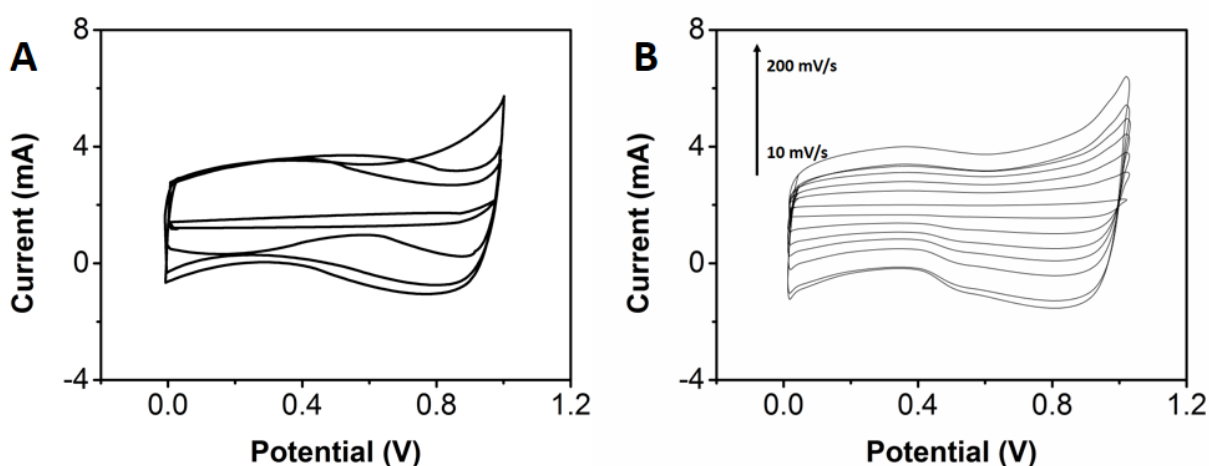 A
8
4
0
-4
Current (mA)
0.0 0.4 0.8 1.2
Potential (V)
B
8
4
0
-4
Current (mA)
200 mV/s
10 mV/s
0.0 0.4 0.8 1.2
Potential (V)